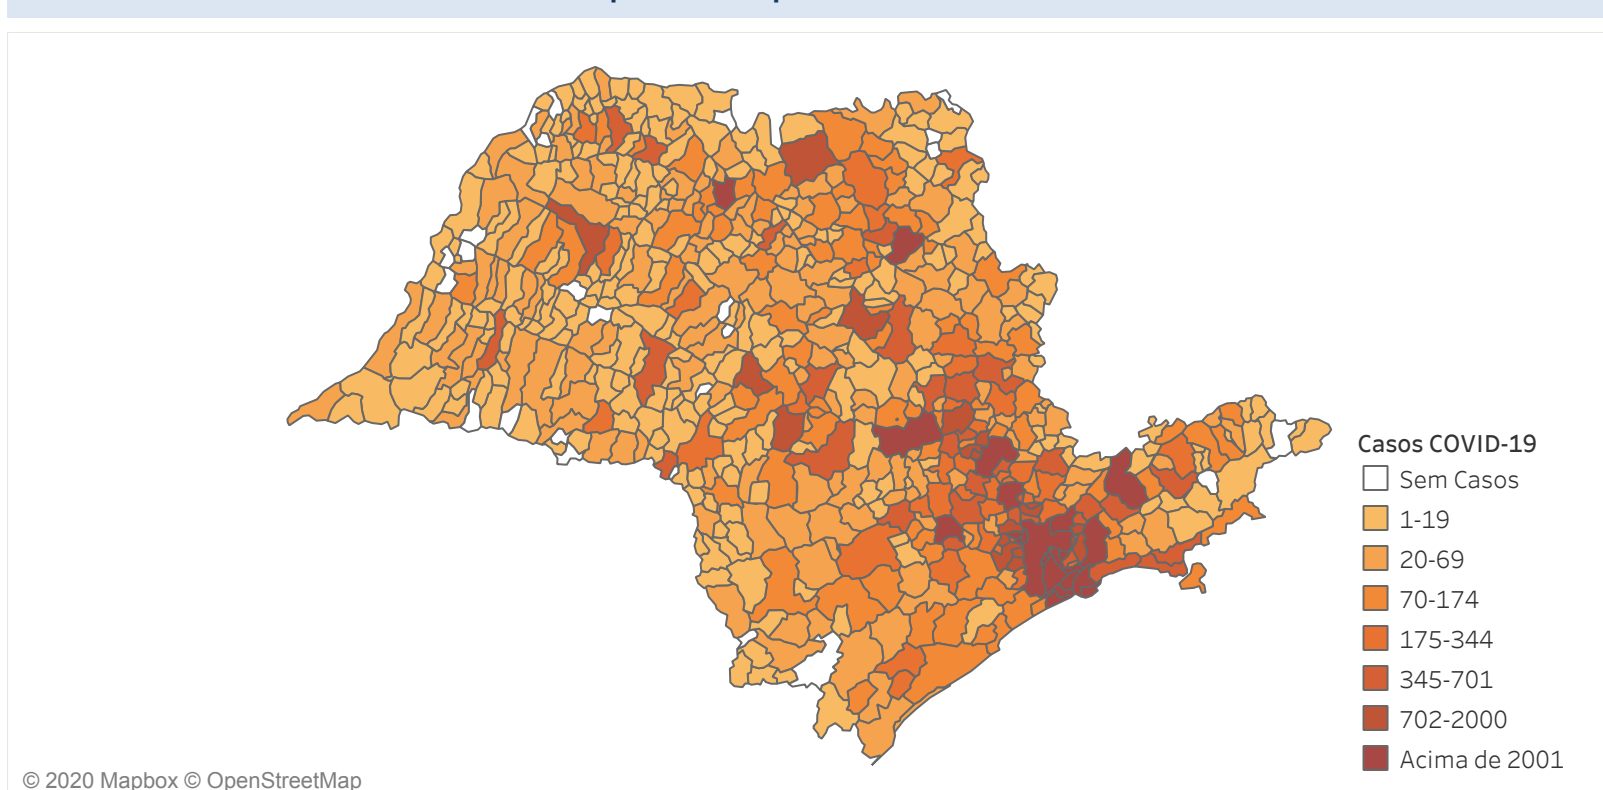 Casos COVID-19
Sem Casos
1-19
20-69
70-174
175-344
345-701
702-2000
Acima de 2001
© 2020 Mapbox © OpenStreetMap